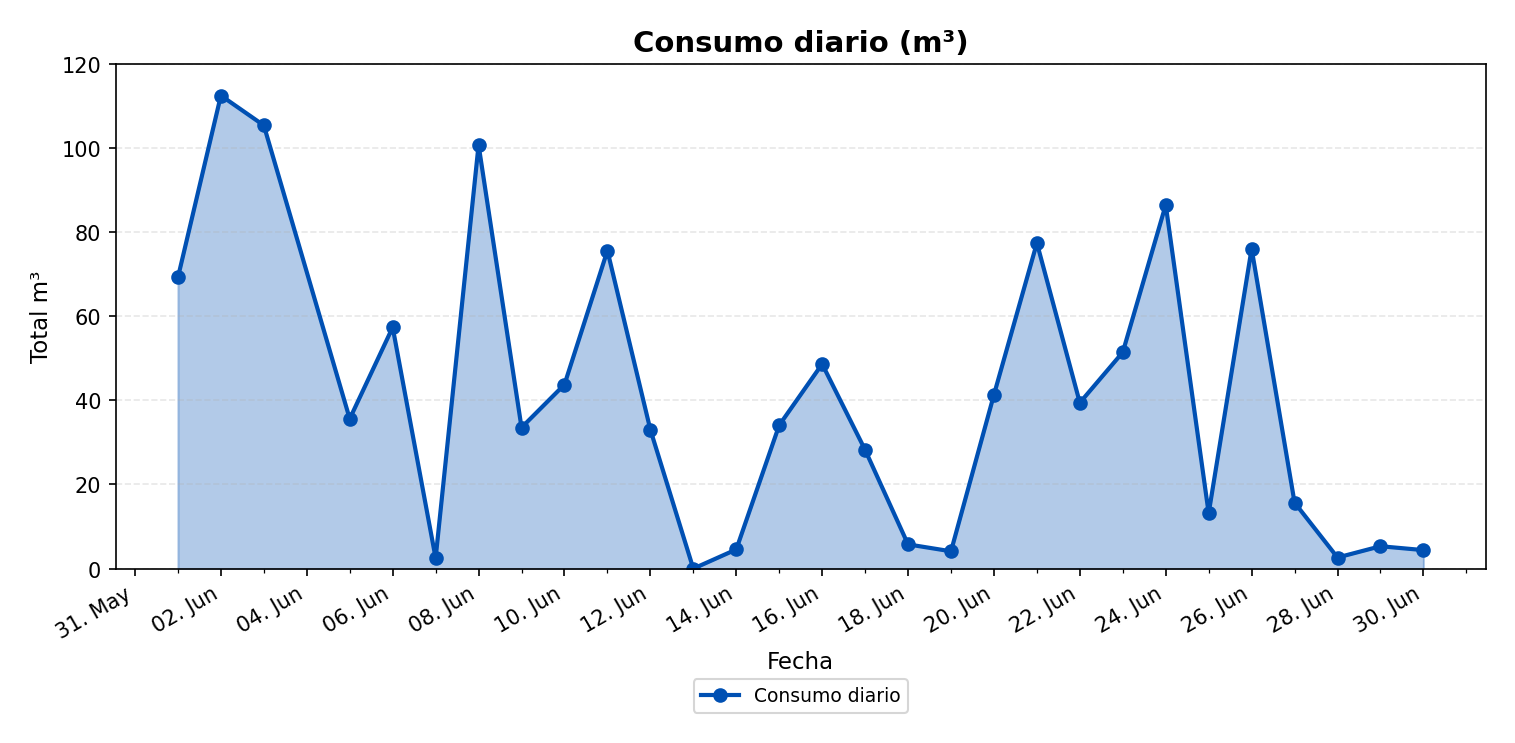 Consumo diario (m³)
Total m³
120
100
80
60
40
20
0
31. May
02. Jun
04. Jun
06. Jun
08. Jun
10. Jun
12. Jun
14. Jun
16. Jun
18. Jun
20. Jun
22. Jun
24. Jun
26. Jun
28. Jun
30. Jun
Fecha
Consumo diario